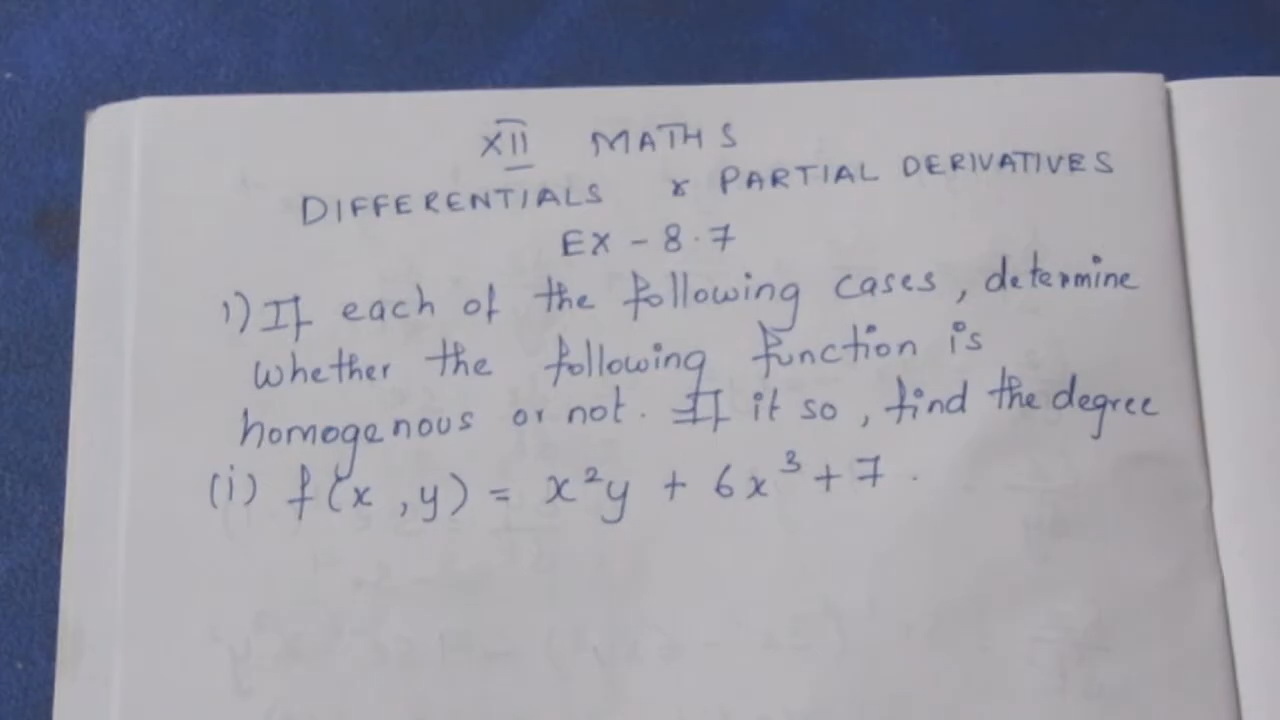 XII MATHS
DIFFERENTIALS & PARTIAL DERIVATIVES
EX - 8.7
1) If each of the following cases, determine
whether the following function is
homogenous or not. If it so, find the degree
(i) f(x, y) = x²y + 6x³ + 7.